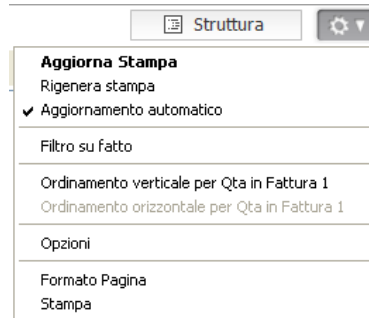 Struttura
Aggiorna Stampa
Rigenera stampa
Aggiornamento automatico
Filtro su fatto
Ordinamento verticale per Qta in Fattura 1
Ordinamento orizzontale per Qta in Fattura 1
Opzioni
Formato Pagina
Stampa